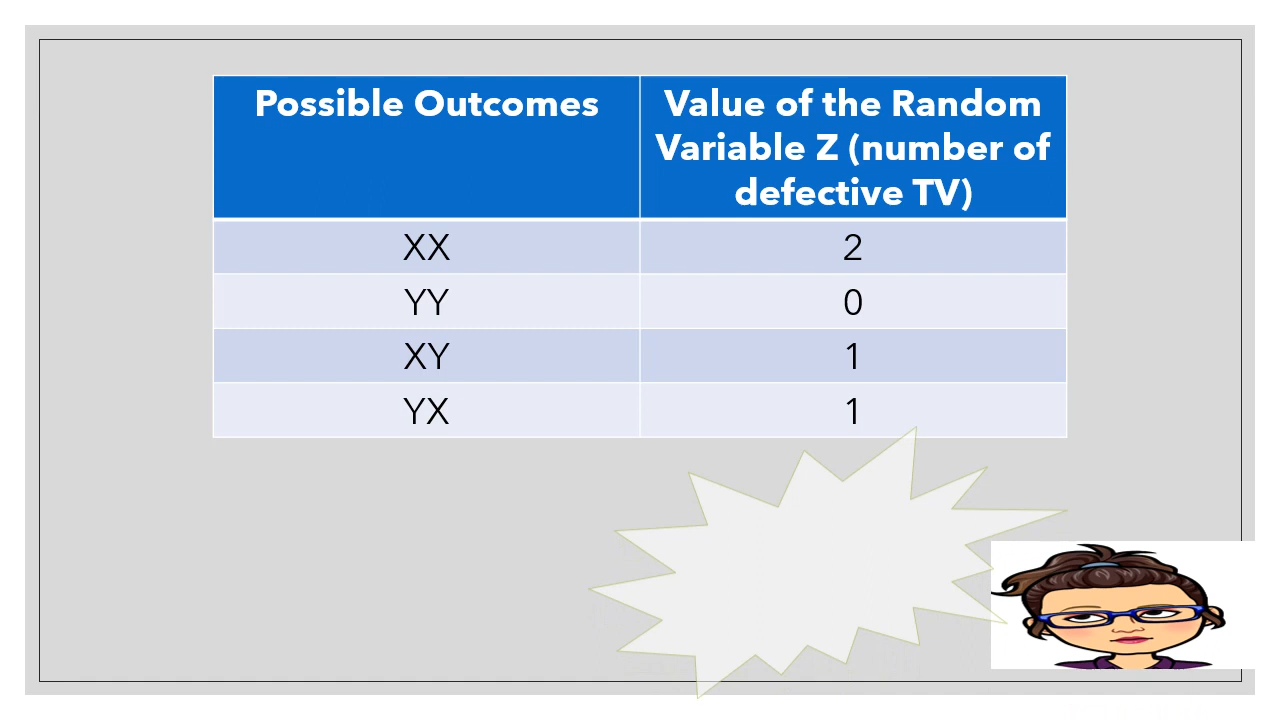 Possible Outcomes
Value of the Random
Variable Z (number of
defective TV)
XX 2
YY 0
XY 1
YX 1